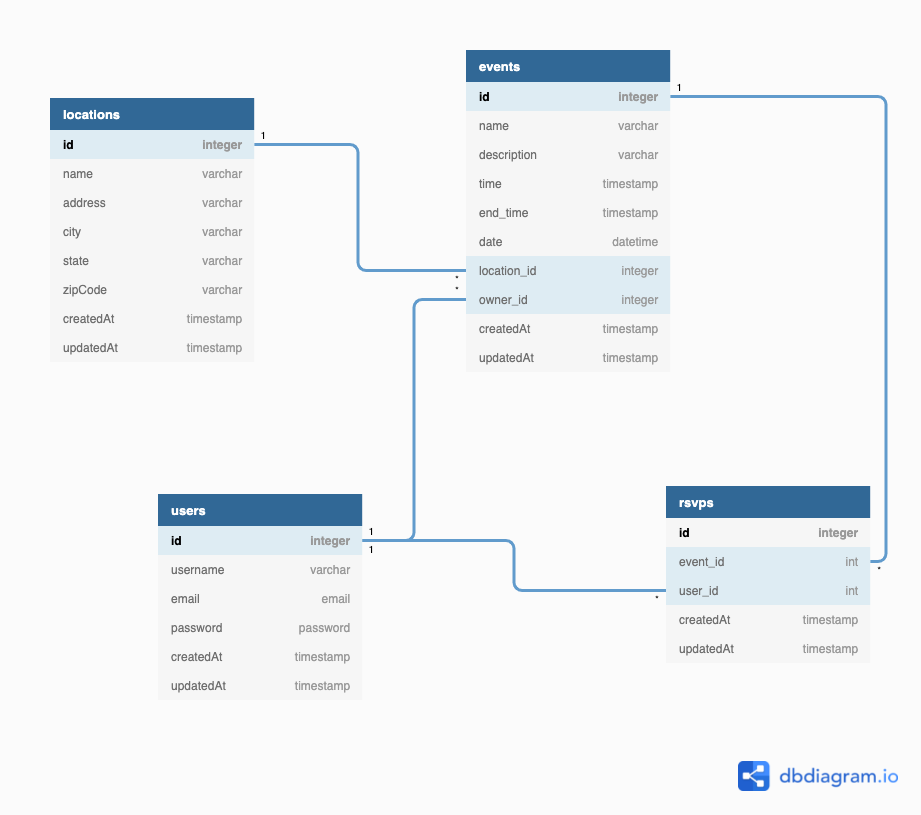 locations
id integer
name varchar
address varchar
city varchar
state varchar
zipCode varchar
createdAt timestamp
updatedAt timestamp
1
events
id integer
name varchar
description varchar
time timestamp
end_time timestamp
date datetime
location_id integer
owner_id integer
createdAt timestamp
updatedAt timestamp
1
*
*
users
id integer
username varchar
email email
password password
createdAt timestamp
updatedAt timestamp
1
1
rsvps
id integer
event_id int
user_id int
createdAt timestamp
updatedAt timestamp
*
*
dbdiagram.io